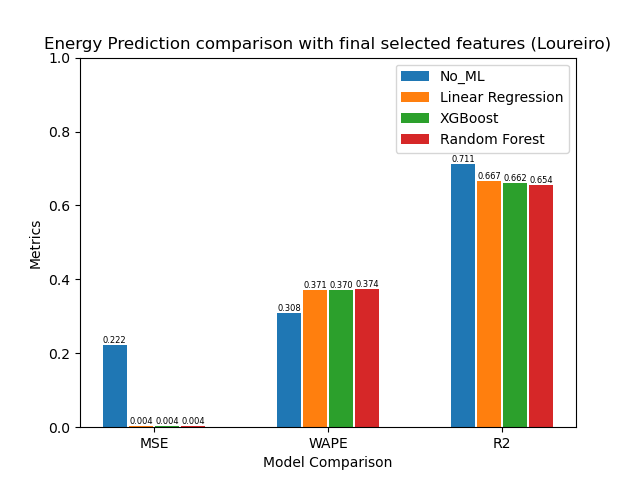 Energy Prediction comparison with final selected features (Loureiro)
1.0
0.8
0.6
0.4
0.2
0.0
Metrics
No_ML
Linear Regression
XGBoost
Random Forest
0.222
0.004
0.004
0.004
0.308
0.371
0.370
0.374
0.711
0.667
0.662
0.654
MSE
WAPE
R2
Model Comparison